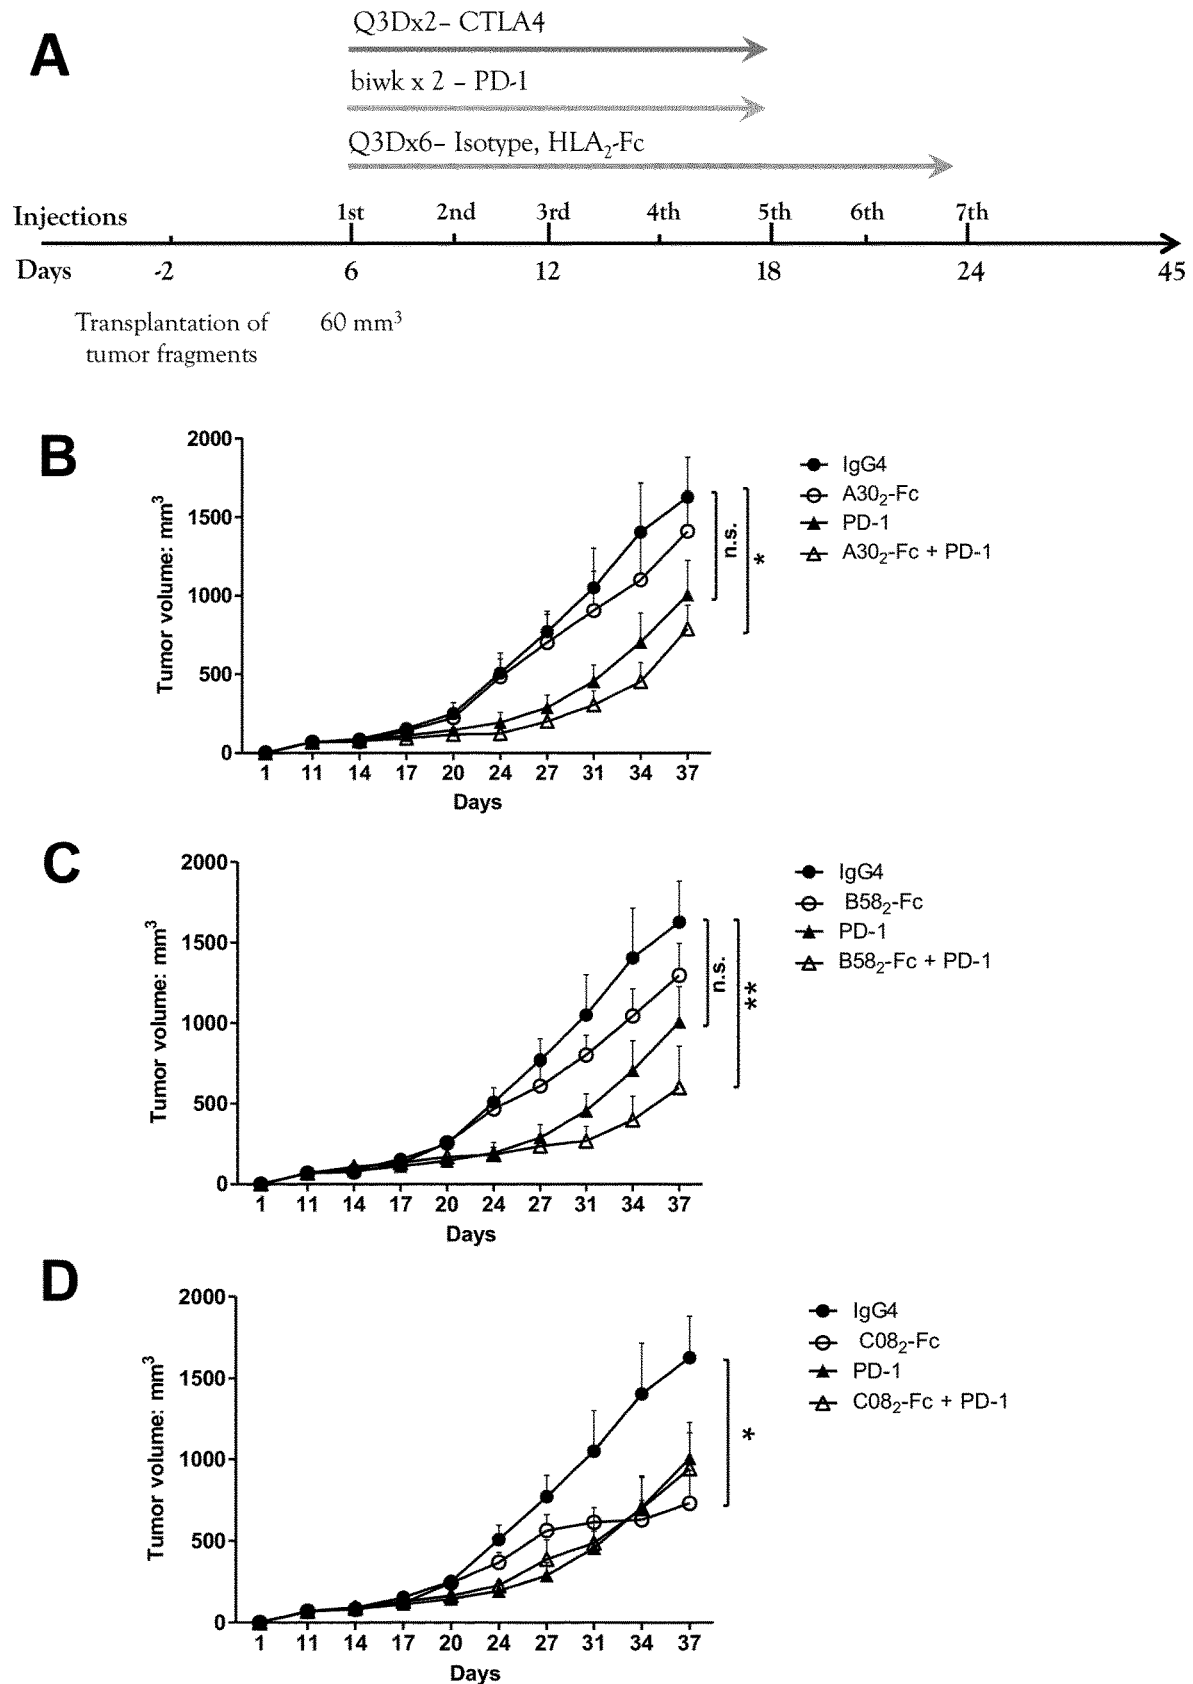 A
Q3Dx2– CTLA4
biwk x 2 – PD-1
Q3Dx6– Isotype, HLA₂-Fc
Injections 1st 2nd 3rd 4th 5th 6th 7th
Days -2 6 12 18 24 45
Transplantation of 60 mm³
tumor fragments
B
Tumor volume: mm³
2000
1500
1000
500
0
1 11 14 17 20 24 27 31 34 37
Days
IgG4
A30₂-Fc
PD-1
A30₂-Fc + PD-1
n.s.
*
C
Tumor volume: mm³
2000
1500
1000
500
0
1 11 14 17 20 24 27 31 34 37
Days
IgG4
B58₂-Fc
PD-1
B58₂-Fc + PD-1
n.s.
**
D
Tumor volume: mm³
2000
1500
1000
500
0
1 11 14 17 20 24 27 31 34 37
Days
IgG4
C08₂-Fc
PD-1
C08₂-Fc + PD-1
*